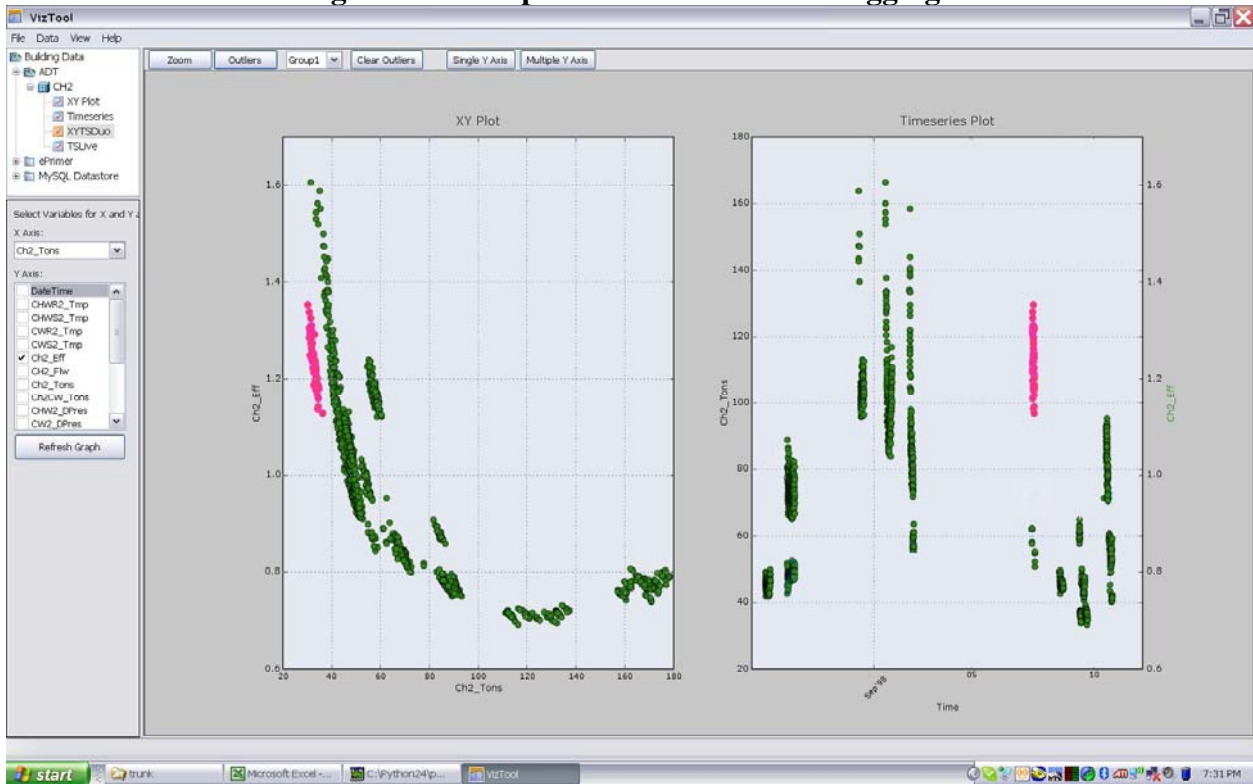 VizTool
File Data View Help
Building Data
ADT
CH2
XY Plot
Timeseries
XYTSDuo
TSLive
ePrimer
MySQL Datastore
Select Variables for X and Y a
X Axis:
Ch2_Tons
Y Axis:
DateTime
CHWR2_Tmp
CHWS2_Tmp
CWR2_Tmp
CWS2_Tmp
Ch2_Eff
CH2_Flw
Ch2_Tons
Ch2CW_Tons
CHW2_DPres
CW2_DPres
Refresh Graph
Zoom Outliers Group1 Clear Outliers Single Y Axis Multiple Y Axis
XY Plot
1.6
1.4
1.2
1.0
0.8
0.6
Ch2_Eff
20 40 60 80 100 120 140 160 180
Ch2_Tons
Timeseries Plot
180
160
140
120
100
80
60
40
20
Ch2_Tons
1.6
1.4
1.2
1.0
0.8
0.6
Ch2_Eff
Sep'98 05 10
Time
start trunk Microsoft Excel -... C:\Python24\p... VizTool 7:31 PM